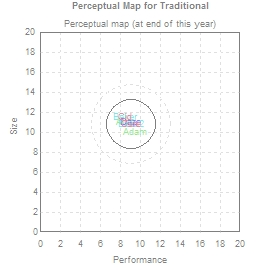 Perceptual Map for Traditional
Perceptual map (at end of this year)
20
18
16
14
12
10
8
6
4
2
0
Size
Adam
0 2 4 6 8 10 12 14 16 18 20
Performance